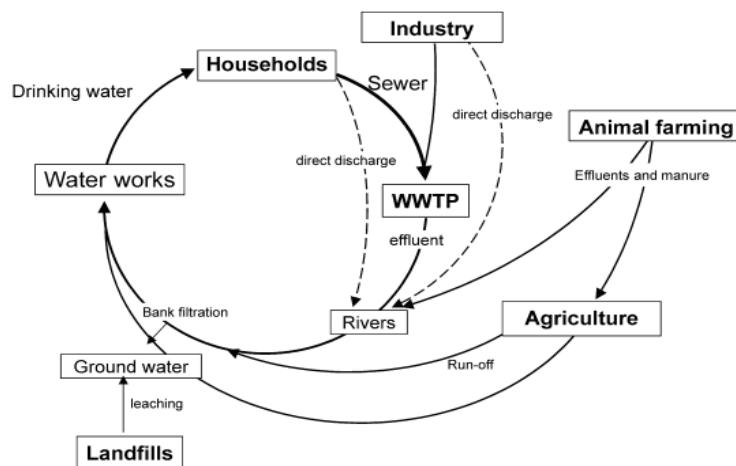 Industry
Households
Sewer
Drinking water
direct discharge
Animal farming
direct discharge
Effluents and manure
Water works
WWTP
effluent
Bank filtration
Rivers
Agriculture
Ground water
Run-off
leaching
Landfills